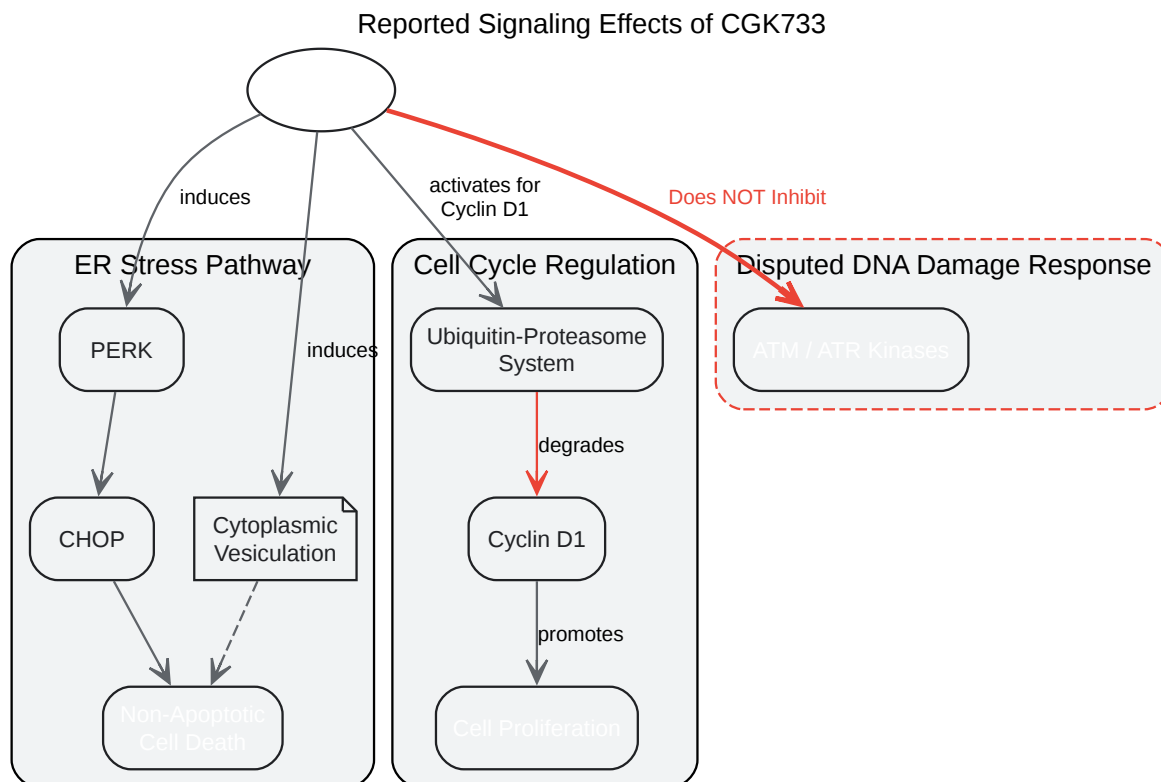 Reported Signaling Effects of CGK733
induces
activates for
Cyclin D1
Does NOT Inhibit
ER Stress Pathway
Cell Cycle Regulation
Disputed DNA Damage Response
PERK
induces
Ubiquitin-Proteasome
System
ATM / ATR Kinases
degrades
CHOP
Cytoplasmic
Vesiculation
Cyclin D1
promotes
Non-Apoptotic
Cell Death
Cell Proliferation